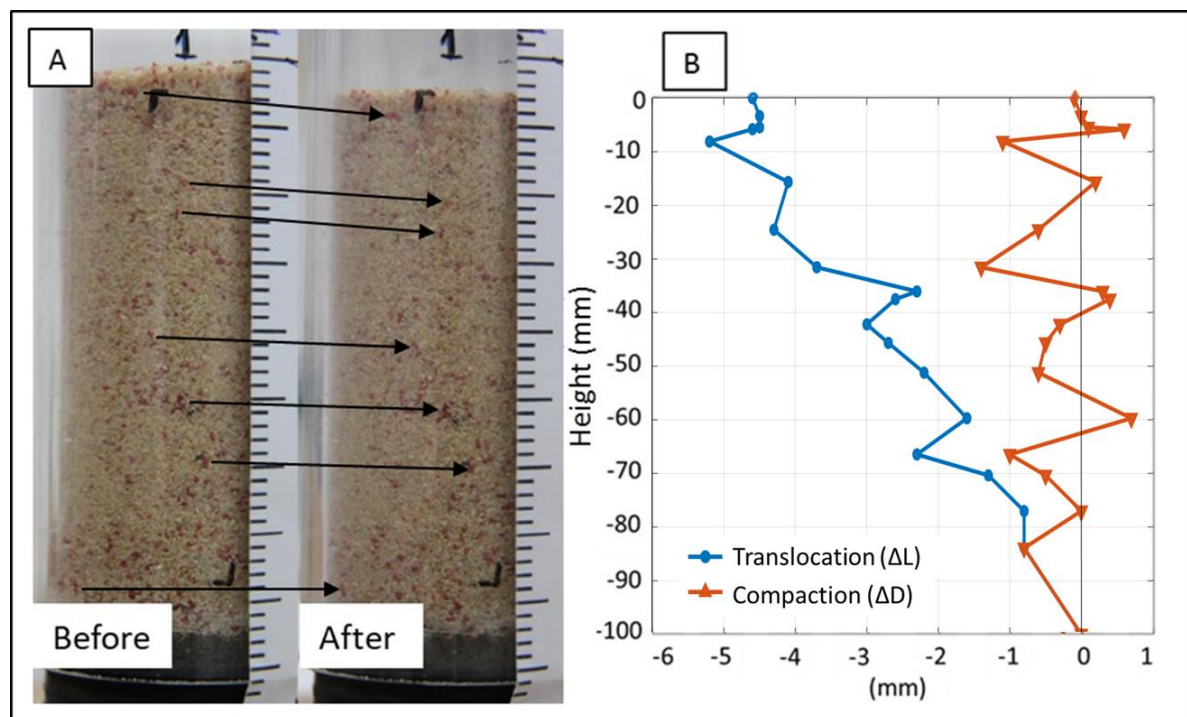 A
1
1
Before
After
B
Height (mm)
0
-10
-20
-30
-40
-50
-60
-70
-80
-90
-100
Translocation (ΔL)
Compaction (ΔD)
-6 -5 -4 -3 -2 -1 0 1
(mm)